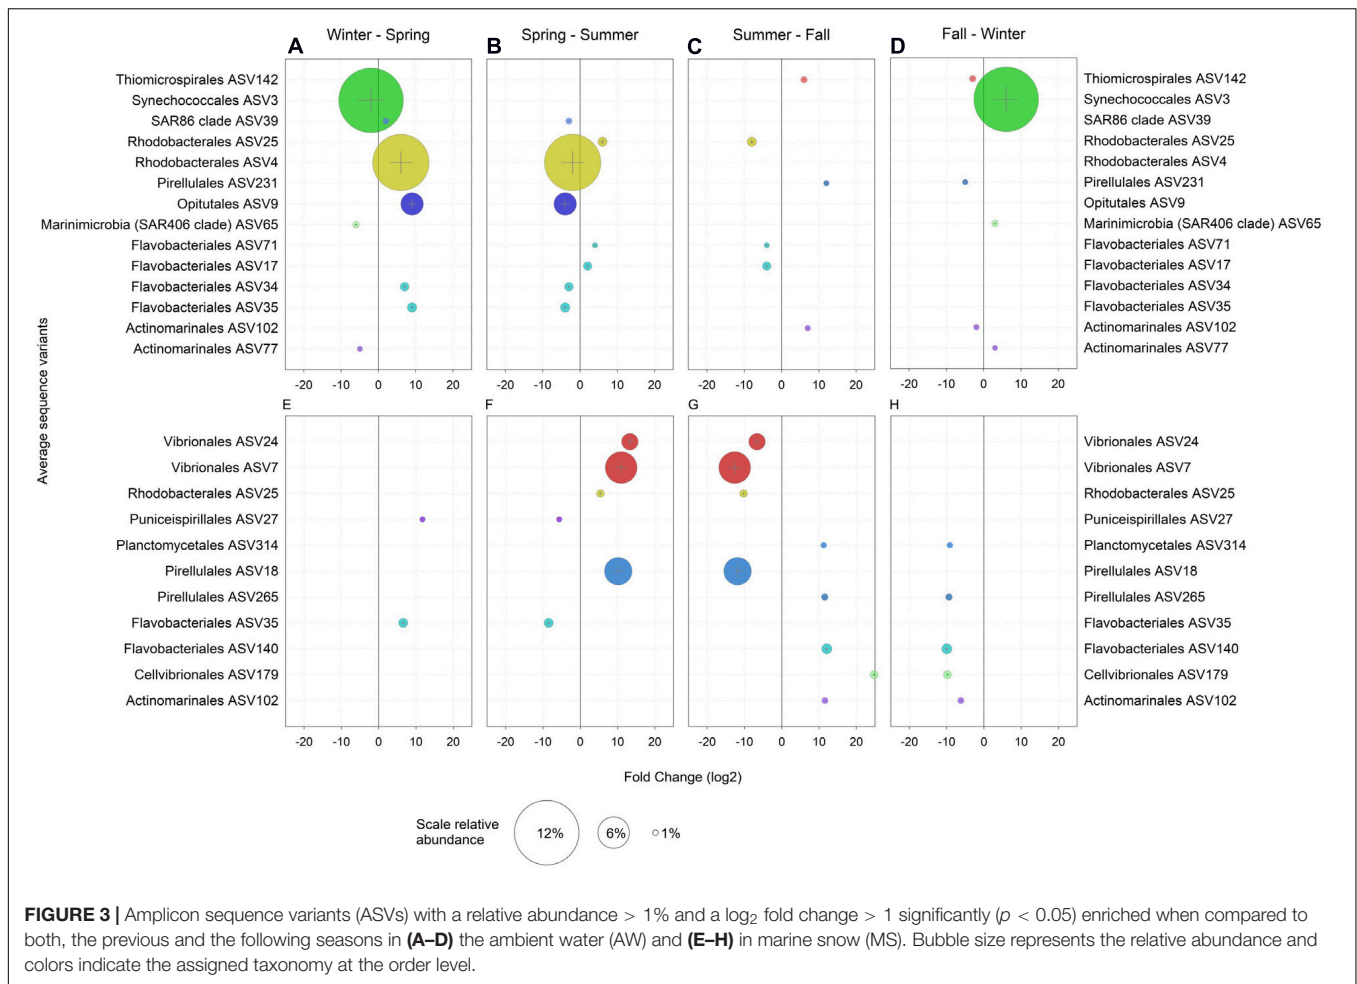 A Winter - Spring
B Spring - Summer
C Summer - Fall
D Fall - Winter
Average sequence variants
Thiomicrospirales ASV142
Synechococcales ASV3
SAR86 clade ASV39
Rhodobacterales ASV25
Rhodobacterales ASV4
Pirellulales ASV231
Opitutales ASV9
Marinimicrobia (SAR406 clade) ASV65
Flavobacteriales ASV71
Flavobacteriales ASV17
Flavobacteriales ASV34
Flavobacteriales ASV35
Actinomarinales ASV102
Actinomarinales ASV77
Thiomicrospirales ASV142
Synechococcales ASV3
SAR86 clade ASV39
Rhodobacterales ASV25
Rhodobacterales ASV4
Pirellulales ASV231
Opitutales ASV9
Marinimicrobia (SAR406 clade) ASV65
Flavobacteriales ASV71
Flavobacteriales ASV17
Flavobacteriales ASV34
Flavobacteriales ASV35
Actinomarinales ASV102
Actinomarinales ASV77
-20 -10 0 10 20 -20 -10 0 10 20 -20 -10 0 10 20 -20 -10 0 10 20
E F G H
Vibrionales ASV24
Vibrionales ASV7
Rhodobacterales ASV25
Puniceispirillales ASV27
Planctomycetales ASV314
Pirellulales ASV18
Pirellulales ASV265
Flavobacteriales ASV35
Flavobacteriales ASV140
Cellvibrionales ASV179
Actinomarinales ASV102
Vibrionales ASV24
Vibrionales ASV7
Rhodobacterales ASV25
Puniceispirillales ASV27
Planctomycetales ASV314
Pirellulales ASV18
Pirellulales ASV265
Flavobacteriales ASV35
Flavobacteriales ASV140
Cellvibrionales ASV179
Actinomarinales ASV102
-20 -10 0 10 20 -20 -10 0 10 20 -20 -10 0 10 20 -20 -10 0 10 20
Fold Change (log2)
Scale relative
abundance
12% 6% 1%
FIGURE 3 | Amplicon sequence variants (ASVs) with a relative abundance > 1% and a log₂ fold change > 1 significantly (p < 0.05) enriched when compared to
both, the previous and the following seasons in (A–D) the ambient water (AW) and (E–H) in marine snow (MS). Bubble size represents the relative abundance and
colors indicate the assigned taxonomy at the order level.